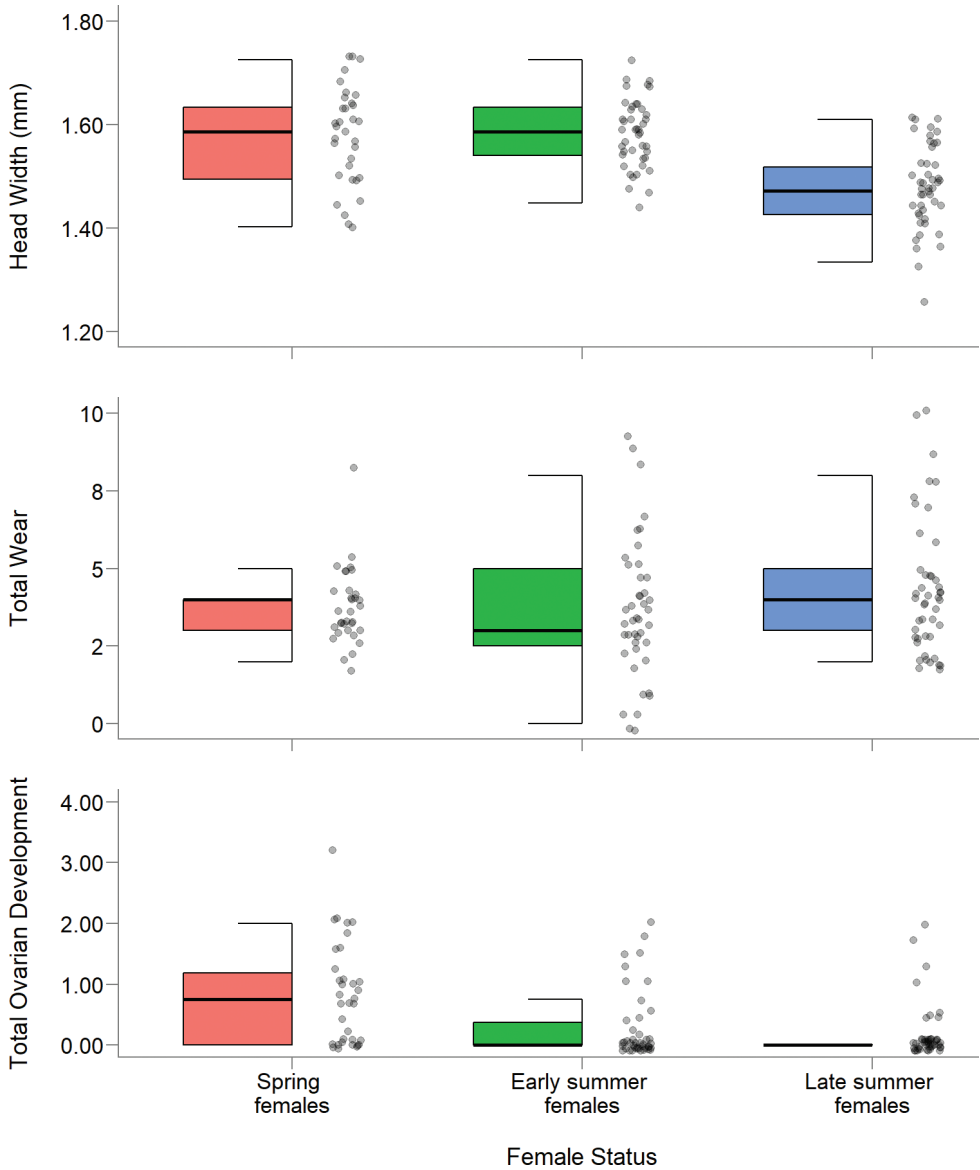 Head Width (mm)
1.80
1.60
1.40
1.20
Total Wear
10
8
5
2
0
Total Ovarian Development
4.00
3.00
2.00
1.00
0.00
Spring
females
Early summer
females
Late summer
females
Female Status